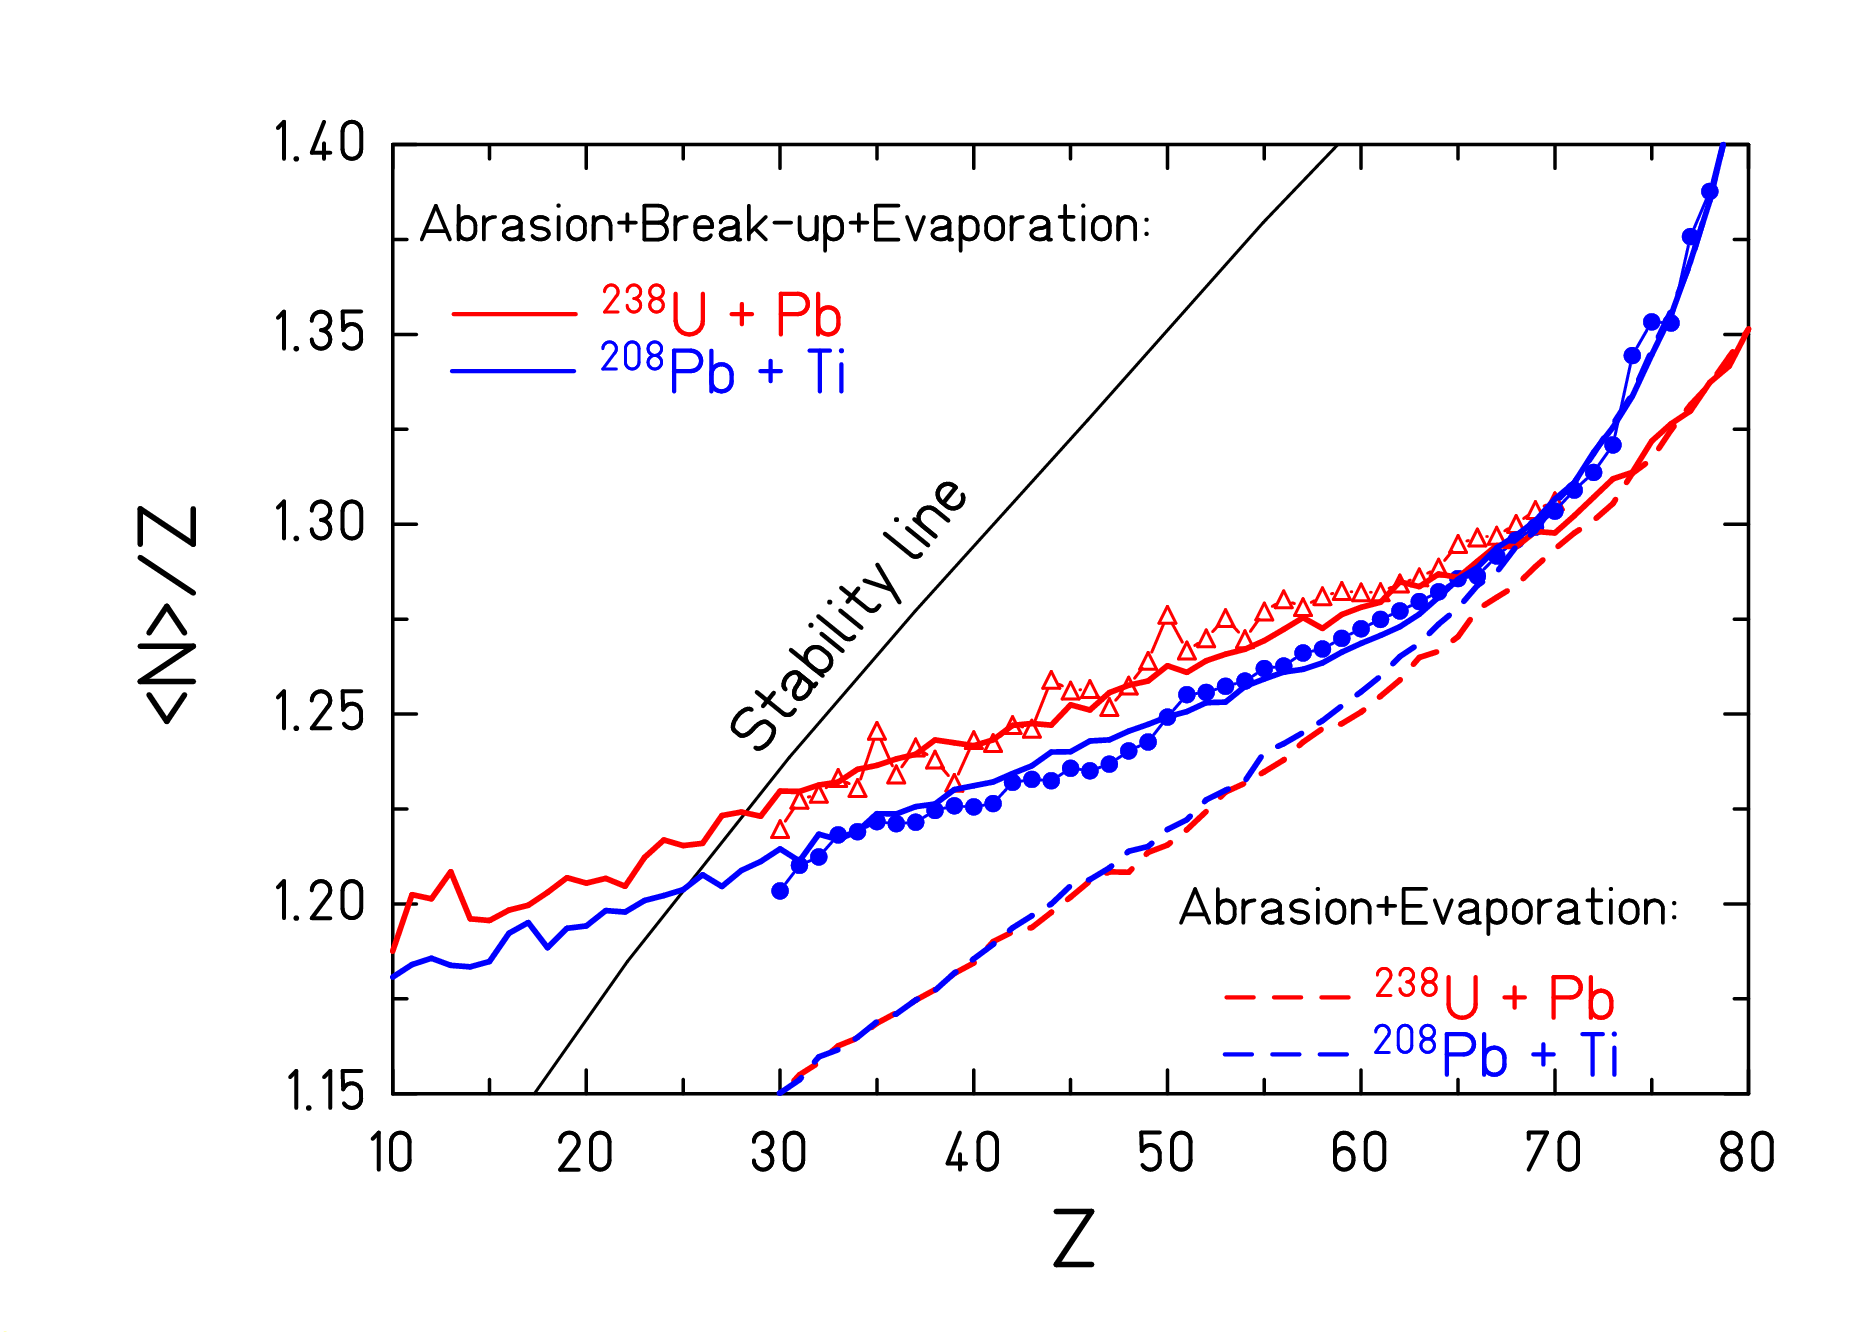 1.40
1.35
1.30
1.25
1.20
1.15
<N>/Z
Abrasion+Break-up+Evaporation:
²³⁸U + Pb
²⁰⁸Pb + Ti
Stability line
Abrasion+Evaporation:
²³⁸U + Pb
²⁰⁸Pb + Ti
10 20 30 40 50 60 70 80
Z